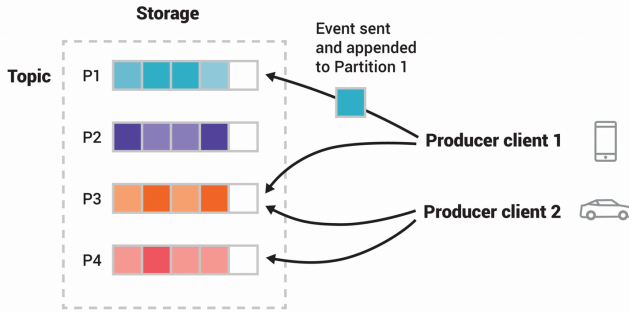 Storage
Event sent
and appended
to Partition 1
Topic
P1
P2
P3
P4
Producer client 1
Producer client 2